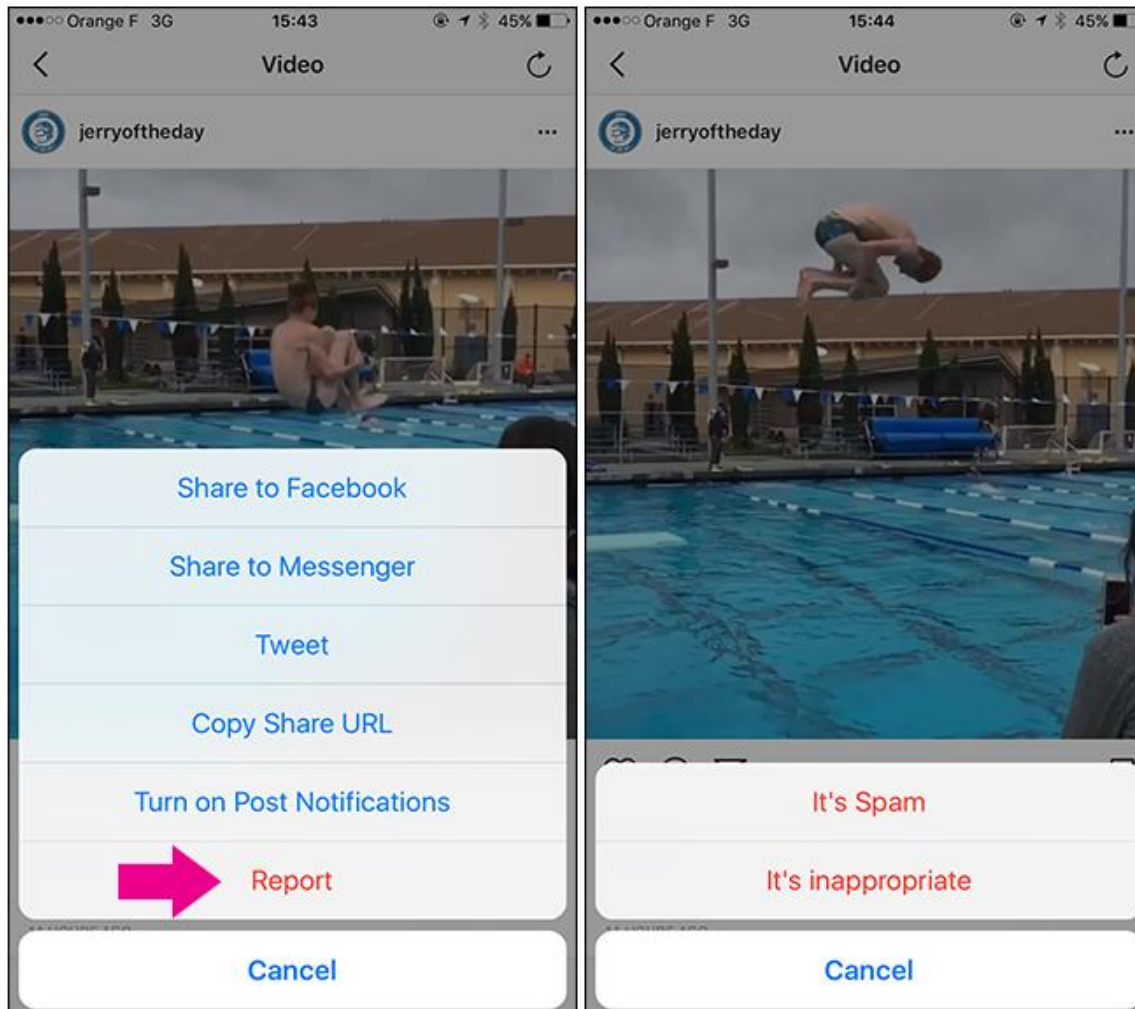 Orange F 3G 15:43 45%
Video
jerryoftheday
Share to Facebook
Share to Messenger
Tweet
Copy Share URL
Turn on Post Notifications
Report
Cancel
Orange F 3G 15:44 45%
Video
jerryoftheday
It's Spam
It's inappropriate
Cancel